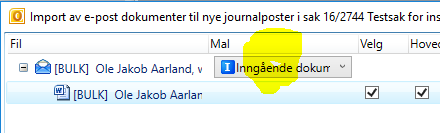 Import av e-post dokumenter til nye journalposter i sak 16/2744 Testsak for ins
Fil Mal Velg Hoved
[BULK] Ole Jakob Aarland, v Inngående dokum
[BULK] Ole Jakob Aarlan